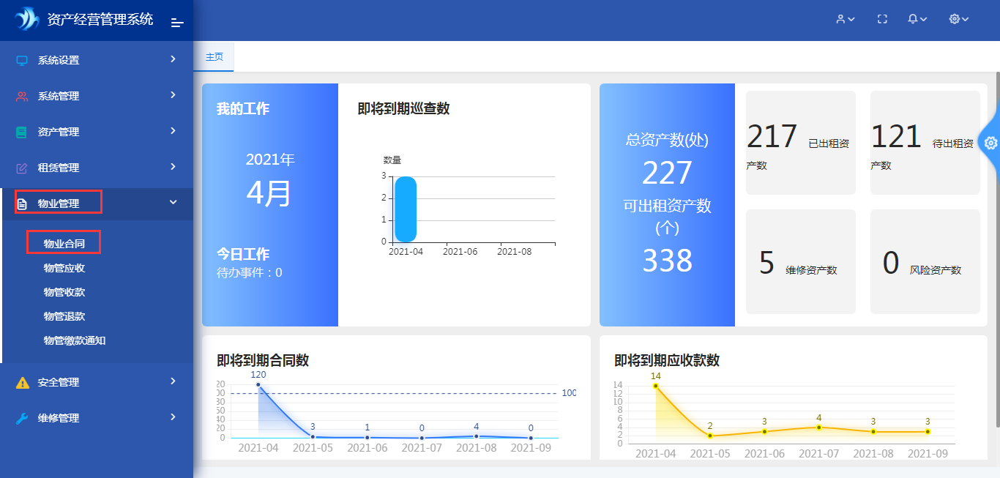 资产经营管理系统
系统设置
系统管理
资产管理
租赁管理
物业管理
物业合同
物管应收
物管收款
物管退款
物管缴款通知
安全管理
维修管理
主页
我的工作
2021年
4月
今日工作
待办事件：0
即将到期巡查数
数量
3
2
1
0
2021-04 2021-06 2021-08
总资产数(处)
227
可出租资产数
(个)
338
217 已出租资
产数
121 待出租资
产数
5 维修资产数
0 风险资产数
即将到期合同数
120
20
00
100
80
60
40
20
0
3 1 0 4 0
2021-04 2021-05 2021-06 2021-07 2021-08 2021-09
即将到期应收款数
14
14
12
10
8
6
4
2
0
2 3 4 3 3
2021-04 2021-05 2021-06 2021-07 2021-08 2021-09